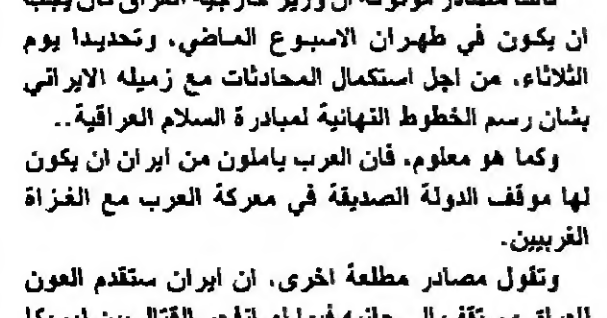 ان يكون في طهران الاسبوع الماضي، وتحديدا يوم
الثلاثاء، من اجل استكمال المحادثات مع زميله الايراني
بشان رسم الخطوط النهانية لمبادرة السلام العراقية..
وكما هو معلوم، فان العرب ياملون من ايران ان يكون
لها موقف الدولة الصديقة في معركة العرب مع الغزاة
الغربيين.
وتقول مصادر مطلعة اخرى، ان ايران ستقدم العون